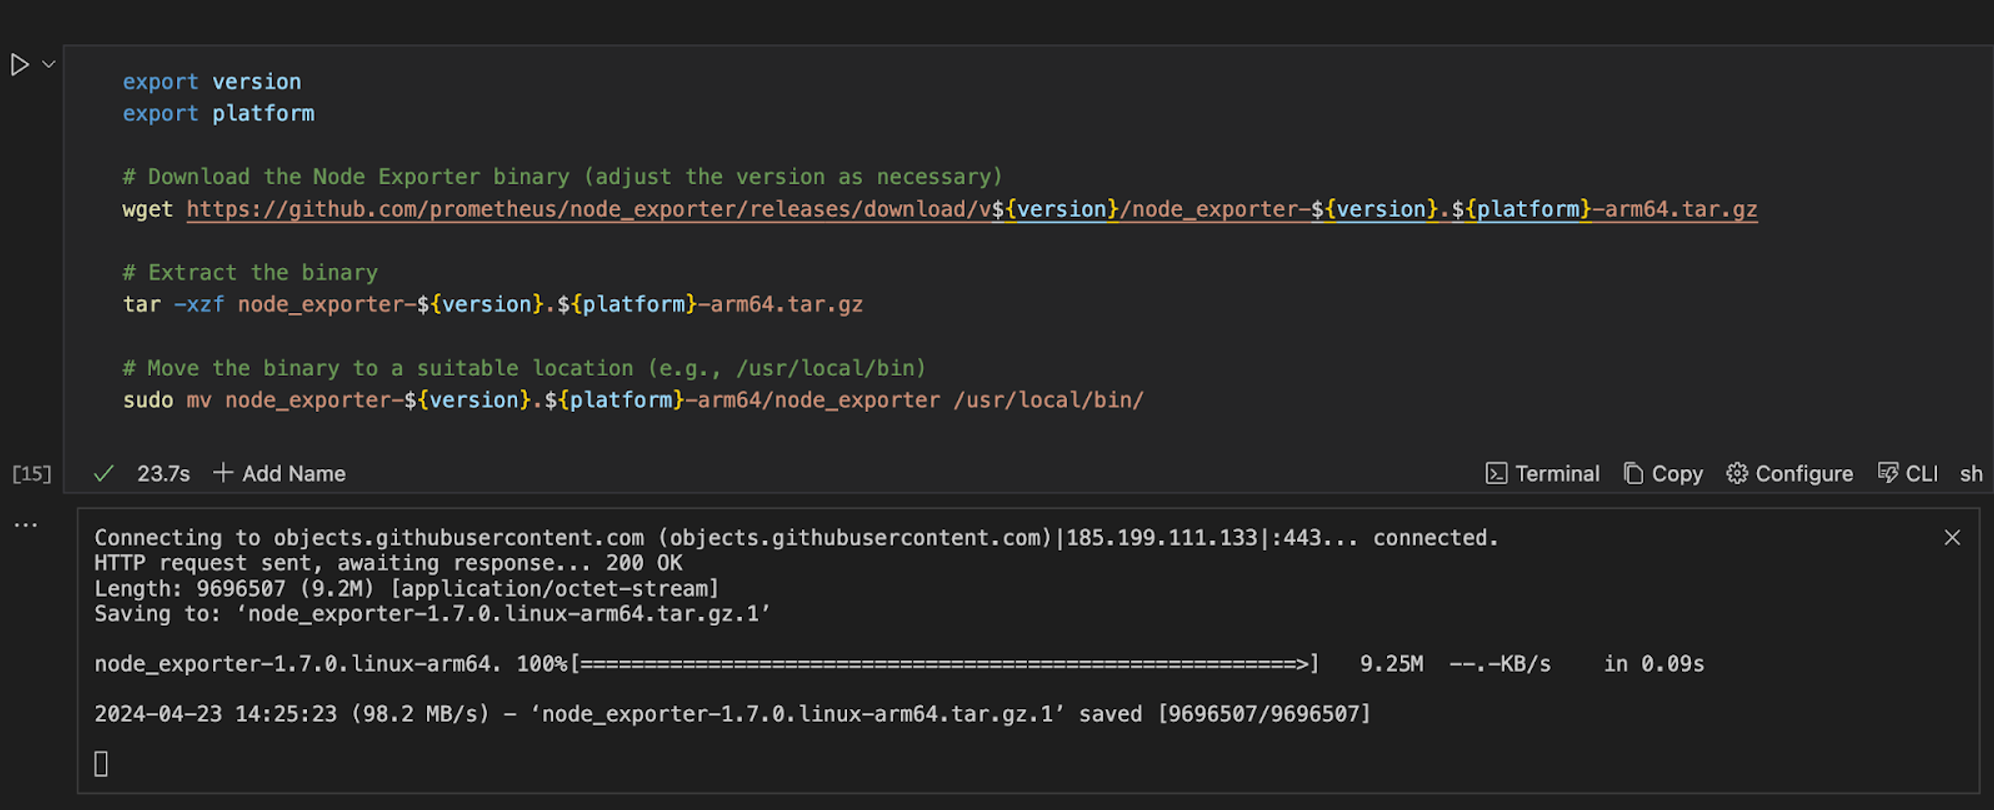 export version
export platform
# Download the Node Exporter binary (adjust the version as necessary)
wget https://github.com/prometheus/node_exporter/releases/download/v${version}/node_exporter-${version}.${platform}-arm64.tar.gz
# Extract the binary
tar -xzf node_exporter-${version}.${platform}-arm64.tar.gz
# Move the binary to a suitable location (e.g., /usr/local/bin)
sudo mv node_exporter-${version}.${platform}-arm64/node_exporter /usr/local/bin/
[15] 23.7s + Add Name Terminal Copy Configure CLI sh
Connecting to objects.githubusercontent.com (objects.githubusercontent.com)|185.199.111.133|:443... connected.
HTTP request sent, awaiting response... 200 OK
Length: 9696507 (9.2M) [application/octet-stream]
Saving to: ‘node_exporter-1.7.0.linux-arm64.tar.gz.1’
node_exporter-1.7.0.linux-arm64. 100%[========================================================>] 9.25M --.-KB/s in 0.09s
2024-04-23 14:25:23 (98.2 MB/s) - ‘node_exporter-1.7.0.linux-arm64.tar.gz.1’ saved [9696507/9696507]